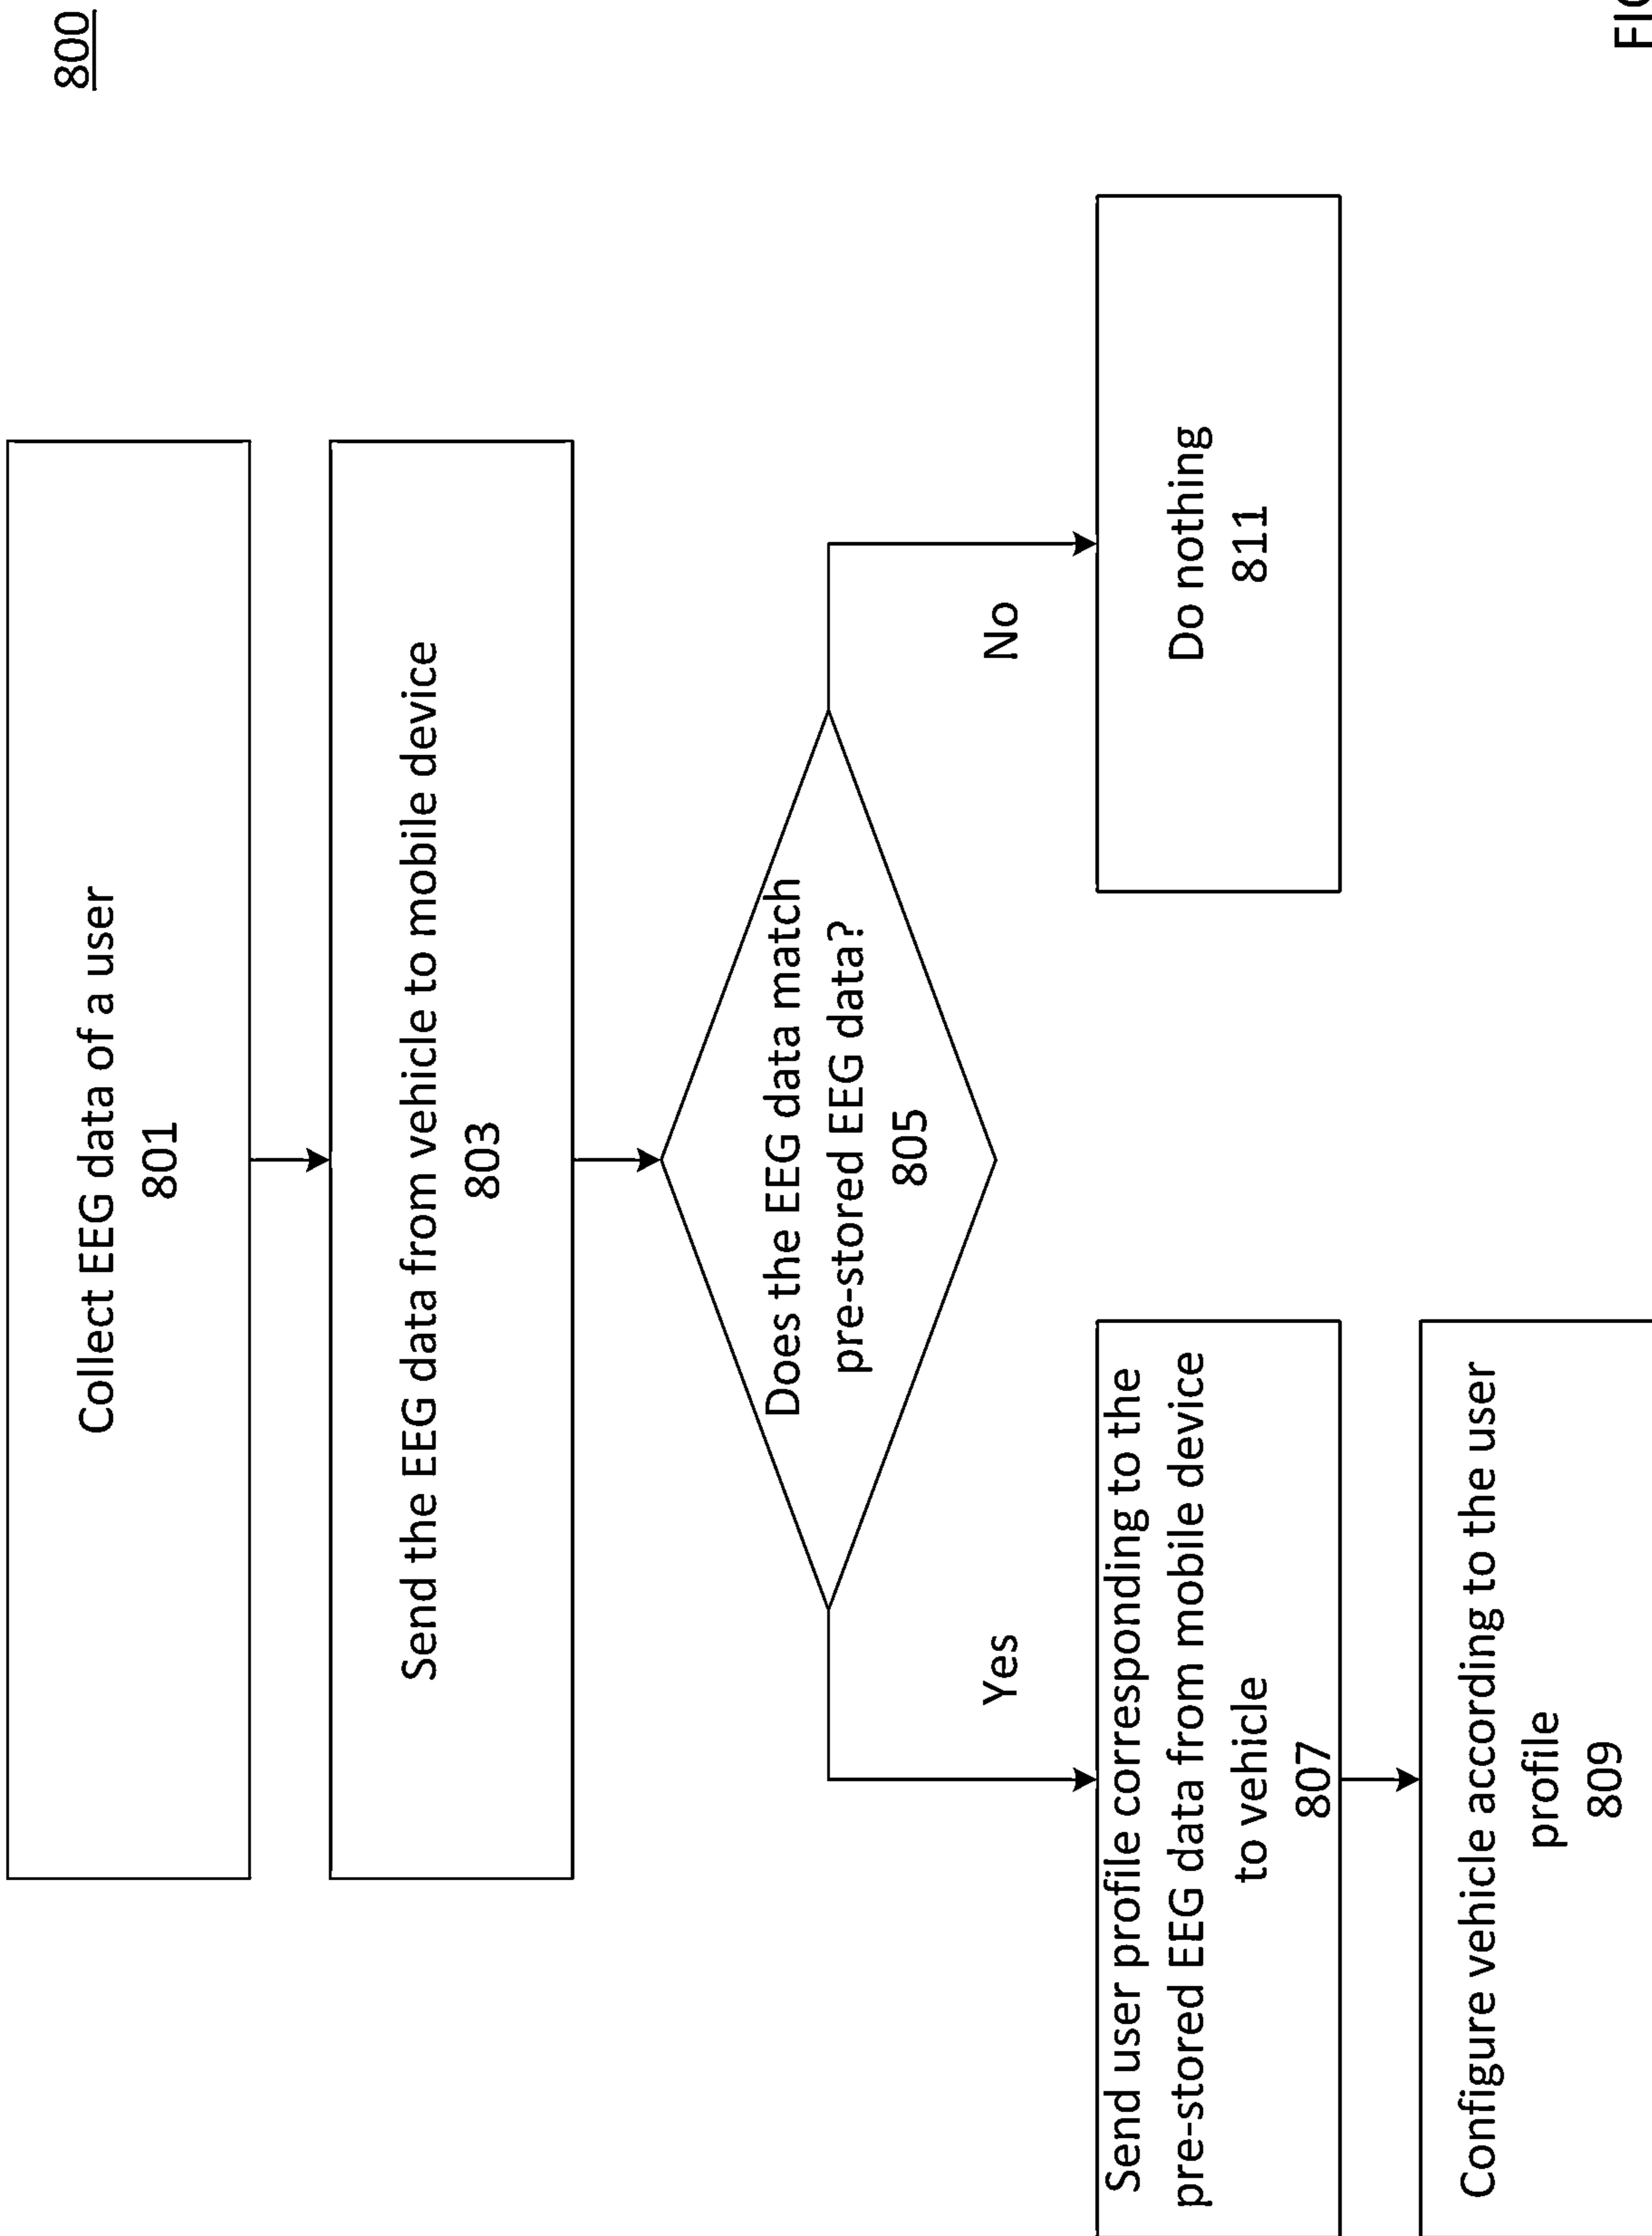 800
Collect EEG data of a user
801
Send the EEG data from vehicle to mobile device
803
Does the EEG data match
pre-stored EEG data?
805
Yes
No
Send user profile corresponding to the
pre-stored EEG data from mobile device
to vehicle
807
Do nothing
811
Configure vehicle according to the user
profile
809